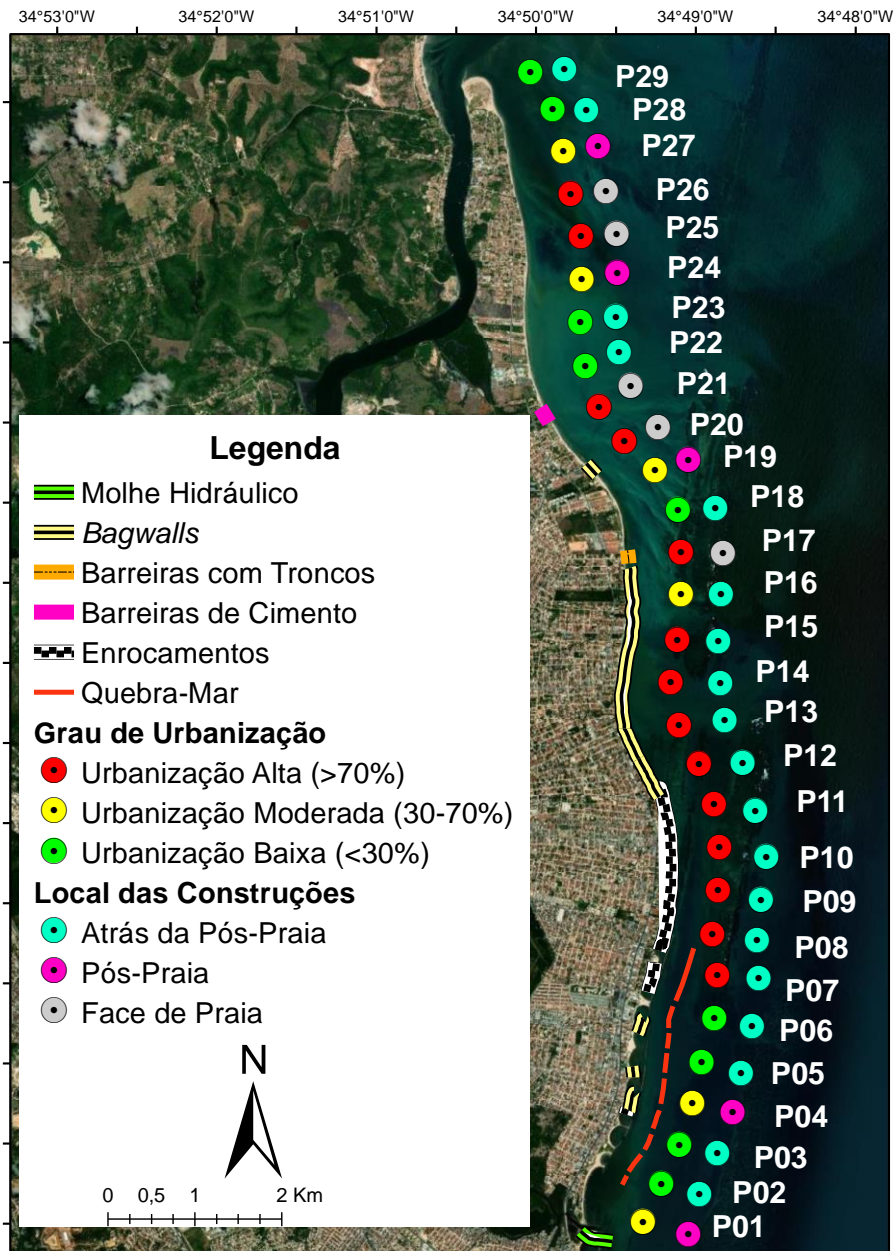 34°53'0"W 34°52'0"W 34°51'0"W 34°50'0"W 34°49'0"W 34°48'0"W
P29
P28
P27
P26
P25
P24
P23
P22
P21
P20
P19
P18
P17
P16
P15
P14
P13
P12
P11
P10
P09
P08
P07
P06
P05
P04
P03
P02
P01
Legenda
Molhe Hidráulico
Bagwalls
Barreiras com Troncos
Barreiras de Cimento
Enrocamentos
Quebra-Mar
Grau de Urbanização
Urbanização Alta (>70%)
Urbanização Moderada (30-70%)
Urbanização Baixa (<30%)
Local das Construções
Atrás da Pós-Praia
Pós-Praia
Face de Praia
N
0 0,5 1 2 Km